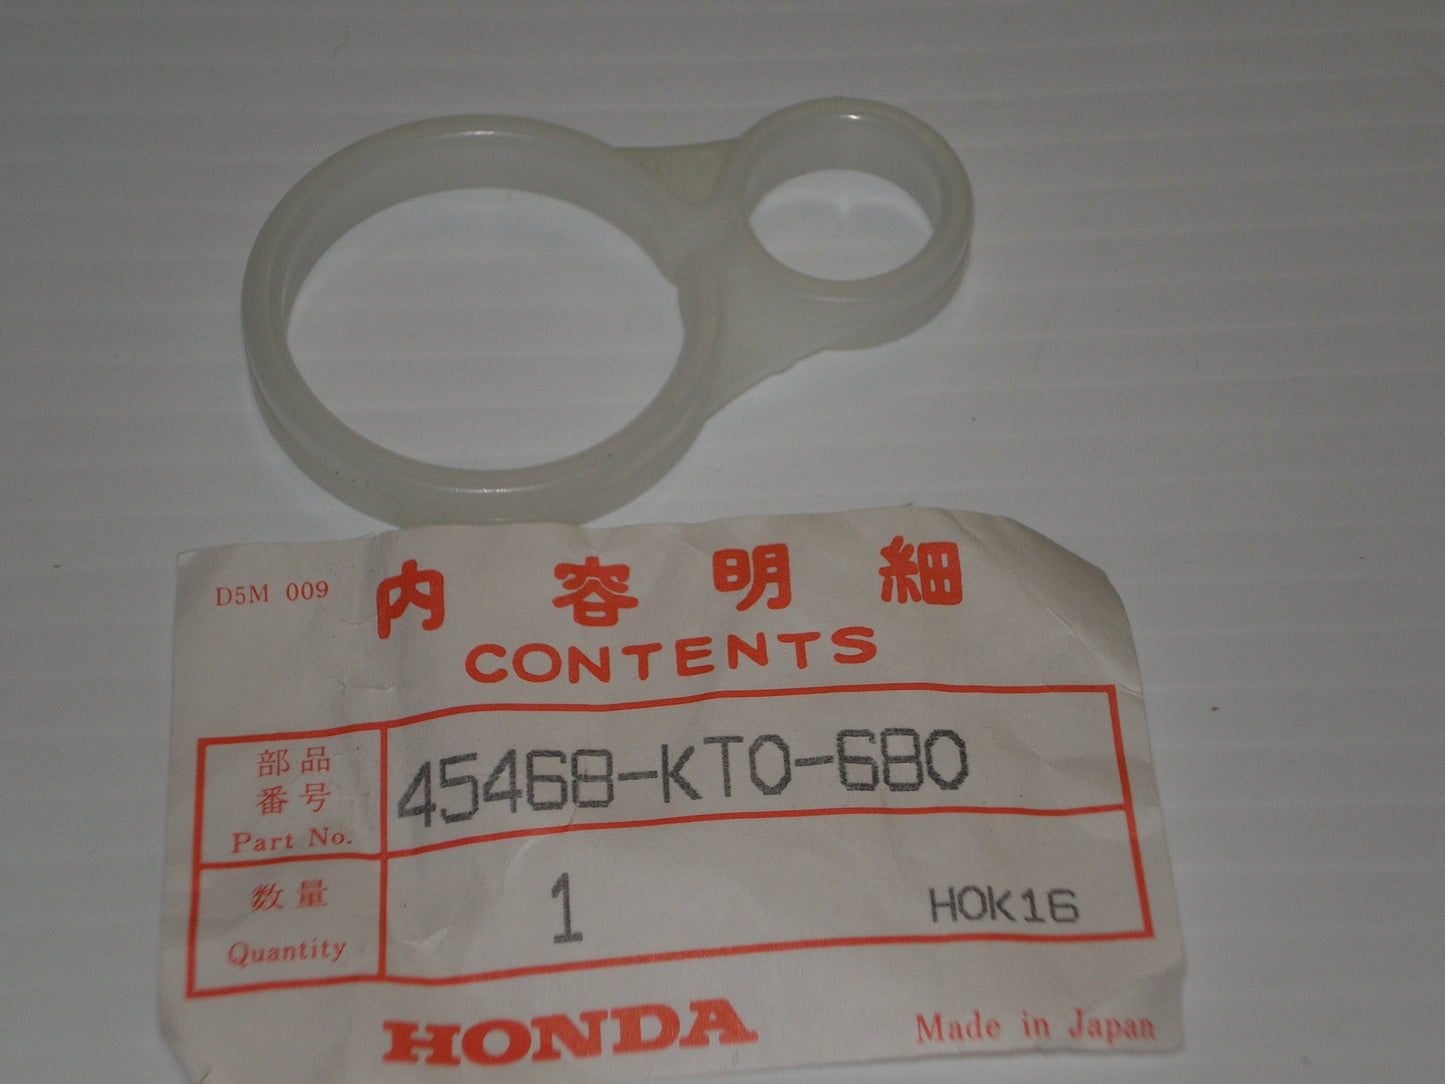 D5M 009
内容明細
CONTENTS
部品
番号
Part No.
45468-KT0-680
数量
Quantity
1
HOK16
HONDA
Made in Japan